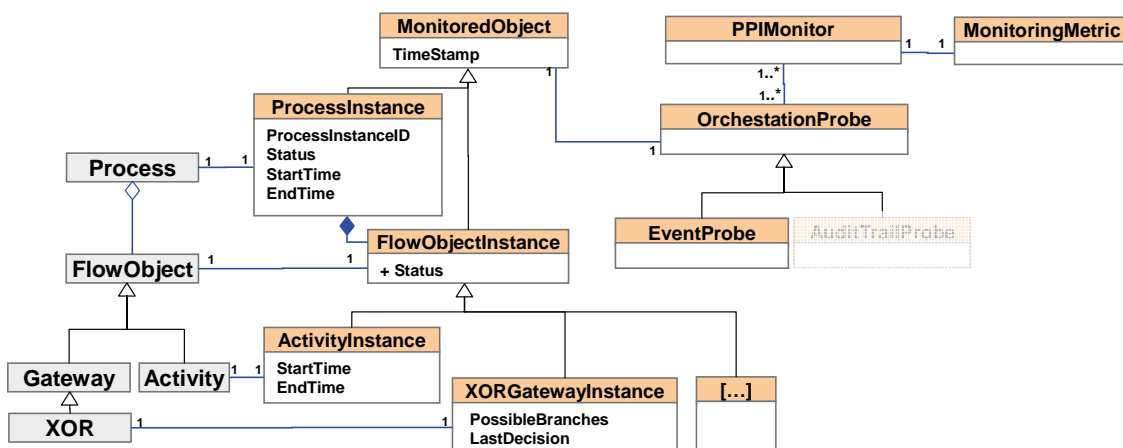 MonitoredObject
TimeStamp
PPIMonitor
MonitoringMetric
1
1
1
1..*
1..*
OrchestationProbe
1
ProcessInstance
ProcessInstanceID
Status
StartTime
EndTime
Process
1
1
EventProbe
AuditTrailProbe
FlowObjectInstance
+ Status
FlowObject
1
1
ActivityInstance
StartTime
EndTime
Gateway
Activity
1
1
XORGatewayInstance
PossibleBranches
LastDecision
[...]
XOR
1
1